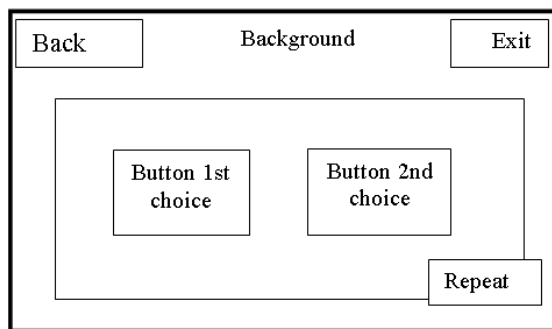 Back
Background
Exit
Button 1st
choice
Button 2nd
choice
Repeat